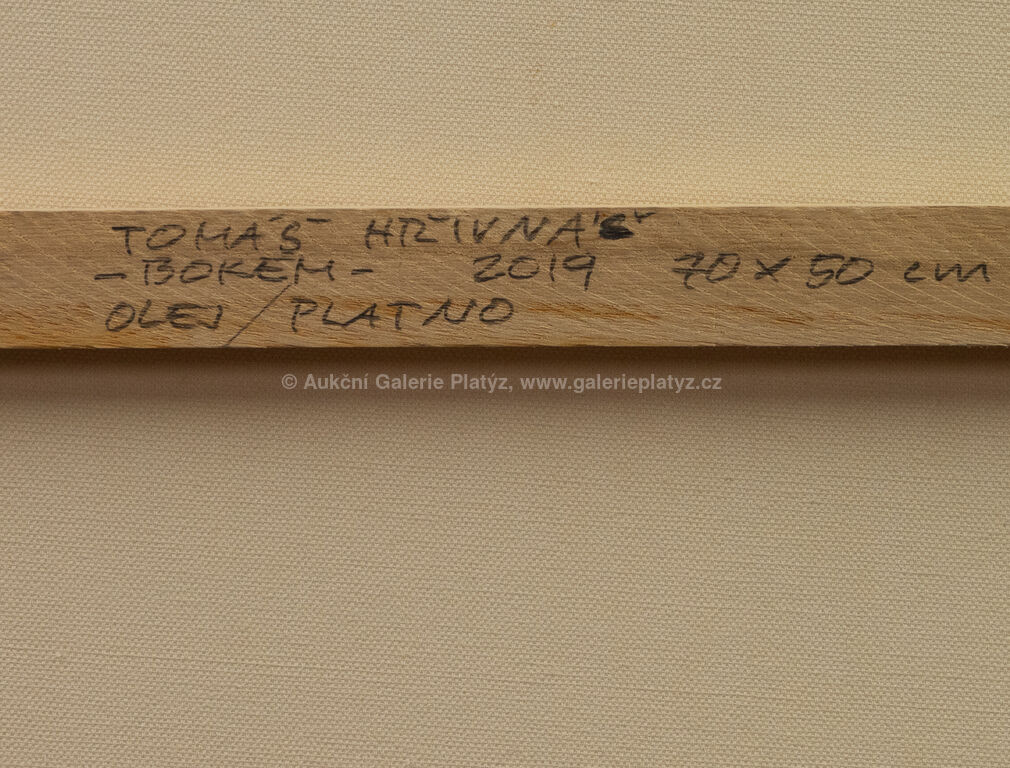 TOMÁŠ HŘIVNÁČ
- BOKEM - 2019 70 x 50 cm
OLEJ / PLATNO
© Aukční Galerie Platýz, www.galerieplatyz.cz